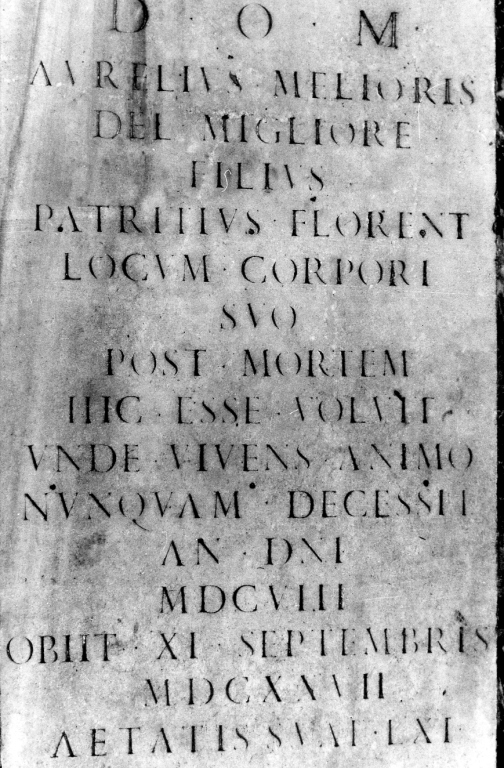 D O M
AVRELIVS · MELIORIS
DEL MIGLIORE
FILIVS
PATRITIVS · FLORENT
LOCVM · CORPORI
SVO
POST · MORTEM
HIC · ESSE · VOLVIT
VNDE · VIVENS ANIMO
NVNQVAM · DECESSIT
AN · DNI
MDCVIII
OBIIT · XI · SEPTEMBRIS
MDCXXVII
AETATIS SVAE · LXI